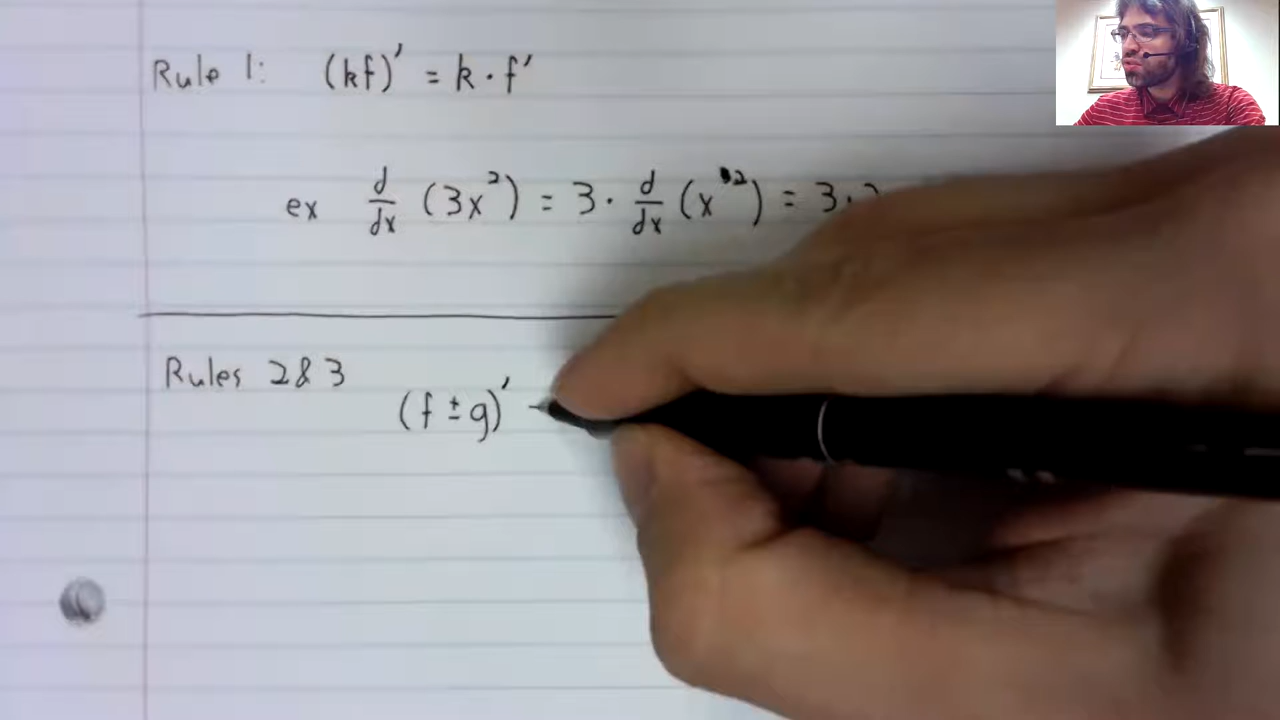 Rule 1: (kf)' = k · f'
ex d/dx (3x²) = 3 · d/dx (x²) = 3 ·
Rules 2 & 3
(f ± g)'